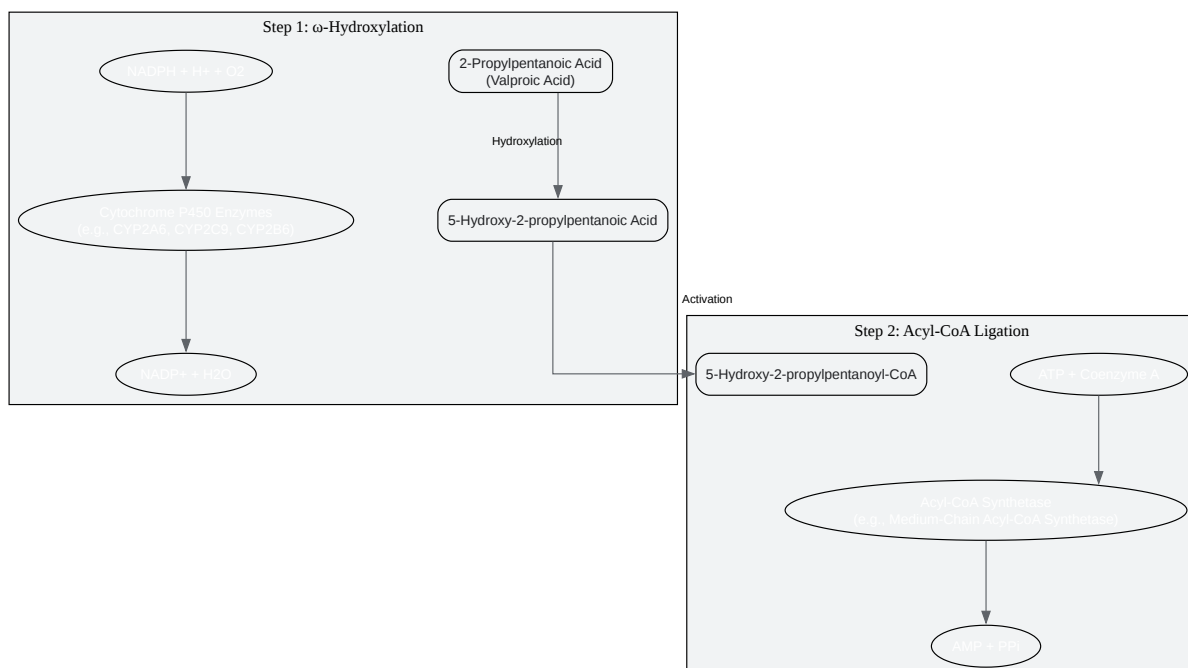 Step 1: ω-Hydroxylation
NADPH + H+ + O2
2-Propylpentanoic Acid
(Valproic Acid)
Hydroxylation
Cytochrome P450 Enzymes
(e.g., CYP2A6, CYP2C9, CYP2B6)
5-Hydroxy-2-propylpentanoic Acid
NADP+ + H2O
Activation
Step 2: Acyl-CoA Ligation
5-Hydroxy-2-propylpentanoyl-CoA
ATP + Coenzyme A
Acyl-CoA Synthetase
(e.g., Medium-Chain Acyl-CoA Synthetase)
AMP + PPi